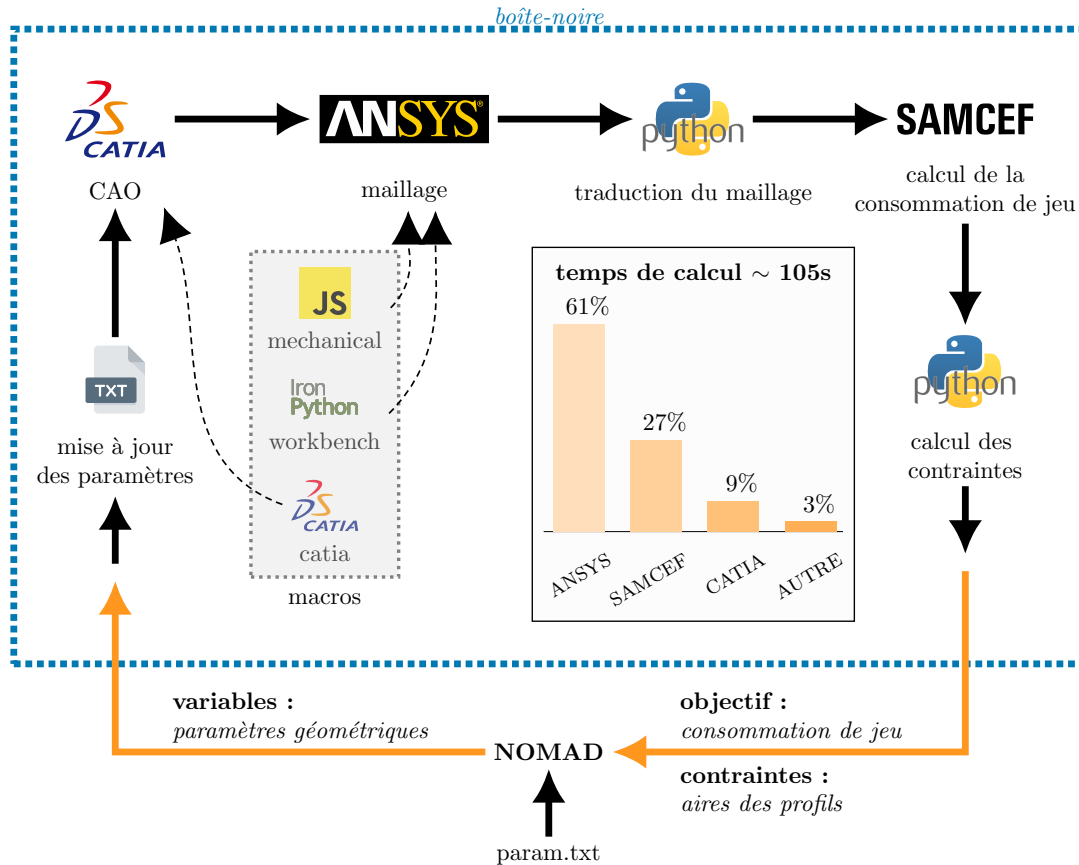 boîte-noire
CATIA
ANSYS®
python
SAMCEF
CAO
maillage
traduction du maillage
calcul de la
consommation de jeu
JS
mechanical
Iron
Python
workbench
CATIA
catia
macros
TXT
mise à jour
des paramètres
temps de calcul ∼ 105s
61%
27%
9%
3%
ANSYS
SAMCEF
CATIA
AUTRE
python
calcul des
contraintes
variables :
paramètres géométriques
objectif :
consommation de jeu
NOMAD
contraintes :
aires des profils
param.txt